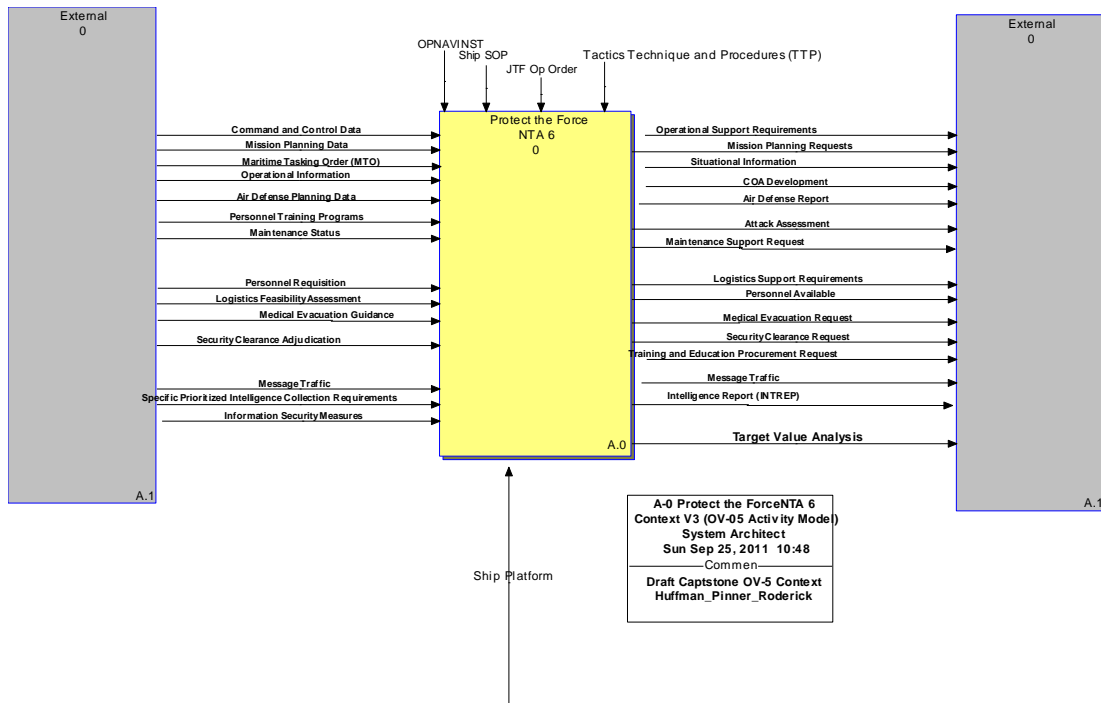 External
0
A.1
OPNAVINST
Ship SOP
JTF Op Order
Tactics Technique and Procedures (TTP)
Command and Control Data
Mission Planning Data
Maritime Tasking Order (MTO)
Operational Information
Air Defense Planning Data
Personnel Training Programs
Maintenance Status
Personnel Requisition
Logistics Feasibility Assessment
Medical Evacuation Guidance
Security Clearance Adjudication
Message Traffic
Specific Prioritized Intelligence Collection Requirements
Information Security Measures
Protect the Force
NTA 6
0
A.0
Operational Support Requirements
Mission Planning Requests
Situational Information
COA Development
Air Defense Report
Attack Assessment
Maintenance Support Request
Logistics Support Requirements
Personnel Available
Medical Evacuation Request
Security Clearance Request
Training and Education Procurement Request
Message Traffic
Intelligence Report (INTREP)
Target Value Analysis
External
0
A.1
Ship Platform
A-0 Protect the ForceNTA 6
Context V3 (OV-05 Activity Model)
System Architect
Sun Sep 25, 2011 10:48
Commen
Draft Captstone OV-5 Context
Huffman_Pinner_Roderick